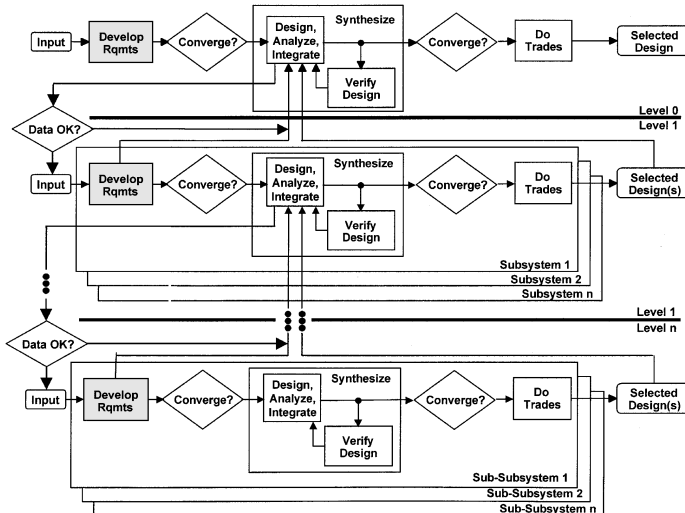 Synthesize
Input
Develop
Rqmts
Converge?
Design,
Analyze,
Integrate
Verify
Design
Converge?
Do
Trades
Selected
Design
Level 0
Level 1
Data OK?
Input
Develop
Rqmts
Converge?
Synthesize
Design,
Analyze,
Integrate
Verify
Design
Converge?
Do
Trades
Selected
Design(s)
Subsystem 1
Subsystem 2
Subsystem n
Level 1
Level n
Data OK?
Input
Develop
Rqmts
Converge?
Synthesize
Design,
Analyze,
Integrate
Verify
Design
Converge?
Do
Trades
Selected
Design(s)
Sub-Subsystem 1
Sub-Subsystem 2
Sub-Subsystem n